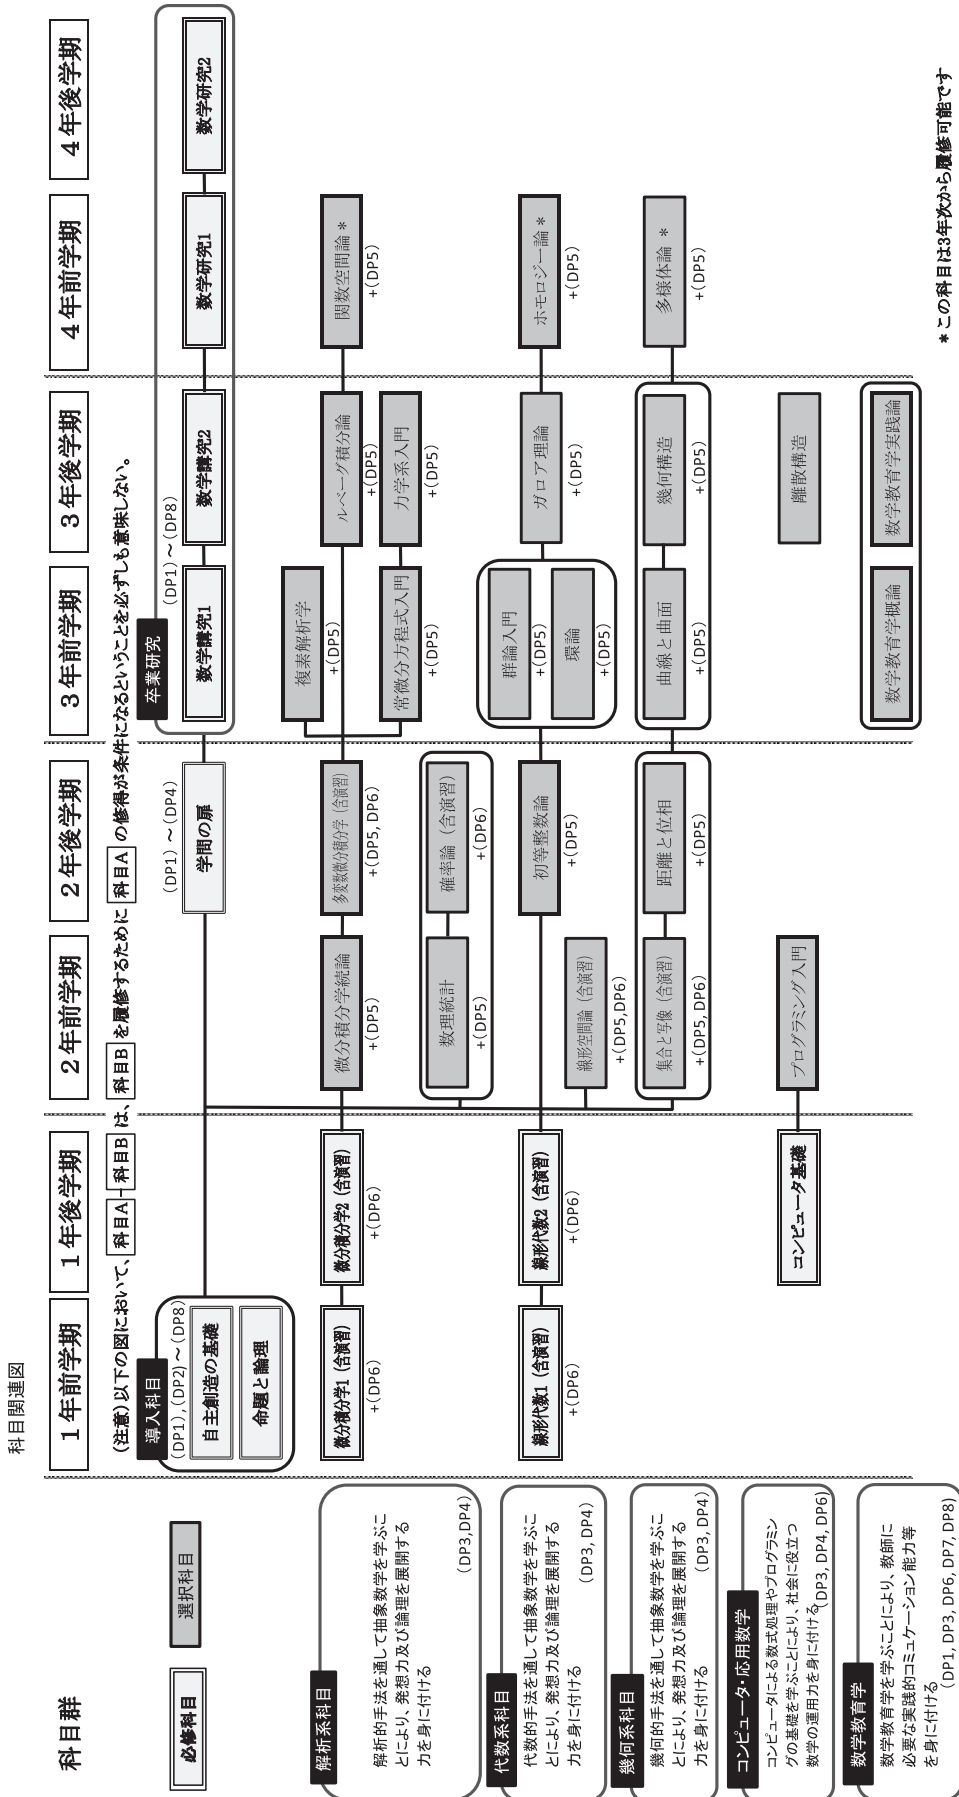 科目関連図
科目群
1年前学期
1年後学期
2年前学期
2年後学期
3年前学期
3年後学期
4年前学期
4年後学期
(注意)以下の図において、科目A－科目B は、科目B を履修するために 科目A の修得が条件になるということを必ずしも意味しない。
必修科目
選択科目
導入科目
(DP1),(DP2)～(DP8)
自主創造の基礎
命題と論理
(DP1)～(DP4)
学問の扉
卒業研究
(DP1)～(DP8)
数学講究1
数学講究2
数学研究1
数学研究2
解析系科目
解析的手法を通して抽象数学を学ぶこ
とにより、発想力及び論理を展開する
力を身に付ける
(DP3,DP4)
微分積分学1(含演習)
+(DP6)
微分積分学2(含演習)
+(DP6)
微分積分学続論
+(DP5)
多変数微分積分学(含演習)
+(DP5, DP6)
数理統計
+(DP5)
確率論(含演習)
+(DP6)
複素解析学
+(DP5)
常微分方程式入門
+(DP5)
ルベーグ積分論
+(DP5)
力学系入門
+(DP5)
関数空間論＊
+(DP5)
代数系科目
代数的手法を通して抽象数学を学ぶこ
とにより、発想力及び論理を展開する
力を身に付ける
(DP3, DP4)
線形代数1(含演習)
+(DP6)
線形代数2(含演習)
+(DP6)
線形空間論(含演習)
+(DP5,DP6)
初等整数論
+(DP5)
群論入門
+(DP5)
環論
+(DP5)
ガロア理論
+(DP5)
ホモロジー論＊
+(DP5)
幾何系科目
幾何的手法を通して抽象数学を学ぶこ
とにより、発想力及び論理を展開する
力を身に付ける
(DP3, DP4)
集合と写像(含演習)
+(DP5, DP6)
距離と位相
+(DP5)
曲線と曲面
+(DP5)
幾何構造
+(DP5)
多様体論＊
+(DP5)
コンピュータ・応用数学
コンピュータによる数式処理やプログラミン
グの基礎を学ぶことにより、社会に役立つ
数学の運用力を身に付ける
(DP3, DP4, DP6)
コンピュータ基礎
プログラミング入門
離散構造
数学教育学
数学教育学を学ぶことにより、教師に
必要な実践的コミュケーション能力等
を身に付ける
(DP1, DP3, DP6, DP7, DP8)
数学教育学概論
数学教育学実践論
＊この科目は3年次から履修可能です